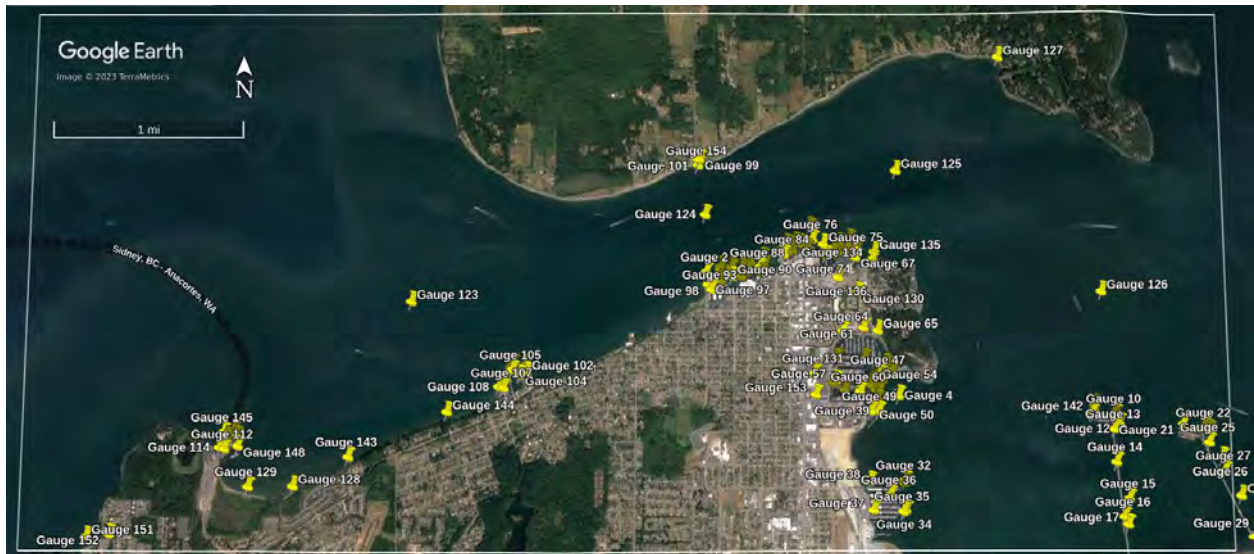 Google Earth
Image © 2023 TerraMetrics
N
1 mi
Gauge 127
Gauge 154
Gauge 101
Gauge 99
Gauge 125
Gauge 124
Gauge 76
Gauge 84
Gauge 75
Gauge 135
Gauge 88
Gauge 134
Gauge 2
Gauge 67
Gauge 93
Gauge 90
Gauge 74
Gauge 98
Gauge 97
Gauge 136
Gauge 130
Sidney, BC - Anacortes, WA
Gauge 123
Gauge 126
Gauge 64
Gauge 65
Gauge 61
Gauge 105
Gauge 102
Gauge 107
Gauge 104
Gauge 108
Gauge 131
Gauge 47
Gauge 57
Gauge 60
Gauge 54
Gauge 153
Gauge 49
Gauge 4
Gauge 39
Gauge 50
Gauge 144
Gauge 142
Gauge 10
Gauge 13
Gauge 12
Gauge 21
Gauge 22
Gauge 25
Gauge 145
Gauge 112
Gauge 114
Gauge 148
Gauge 143
Gauge 14
Gauge 27
Gauge 26
Gauge 129
Gauge 128
Gauge 38
Gauge 32
Gauge 36
Gauge 35
Gauge 37
Gauge 34
Gauge 15
Gauge 16
Gauge 17
Gauge 29
Gauge 151
Gauge 152